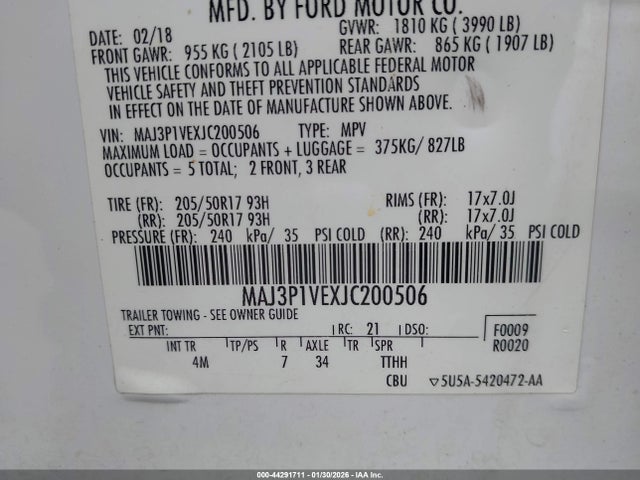 MFD. BY FORD MOTOR CO.
DATE: 02/18 GVWR: 1810 KG ( 3990 LB)
FRONT GAWR: 955 KG ( 2105 LB) REAR GAWR: 865 KG ( 1907 LB)
THIS VEHICLE CONFORMS TO ALL APPLICABLE FEDERAL MOTOR
VEHICLE SAFETY AND THEFT PREVENTION STANDARDS
IN EFFECT ON THE DATE OF MANUFACTURE SHOWN ABOVE.
VIN: MAJ3P1VEXJC200506 TYPE: MPV
MAXIMUM LOAD = OCCUPANTS + LUGGAGE = 375KG/ 827LB
OCCUPANTS = 5 TOTAL; 2 FRONT, 3 REAR
TIRE (FR): 205/50R17 93H RIMS (FR): 17x7.0J
(RR): 205/50R17 93H (RR): 17x7.0J
PRESSURE (FR): 240 kPa/ 35 PSI COLD (RR): 240 kPa/ 35 PSI COLD
MAJ3P1VEXJC200506
TRAILER TOWING - SEE OWNER GUIDE
EXT PNT: RC: 21 DSO: F0009
INT TR TP/PS R AXLE TR SPR R0020
4M 7 34 TTHH
CBU ▽5U5A-5420472-AA
000-44291711 - 01/30/2026 - IAA Inc.